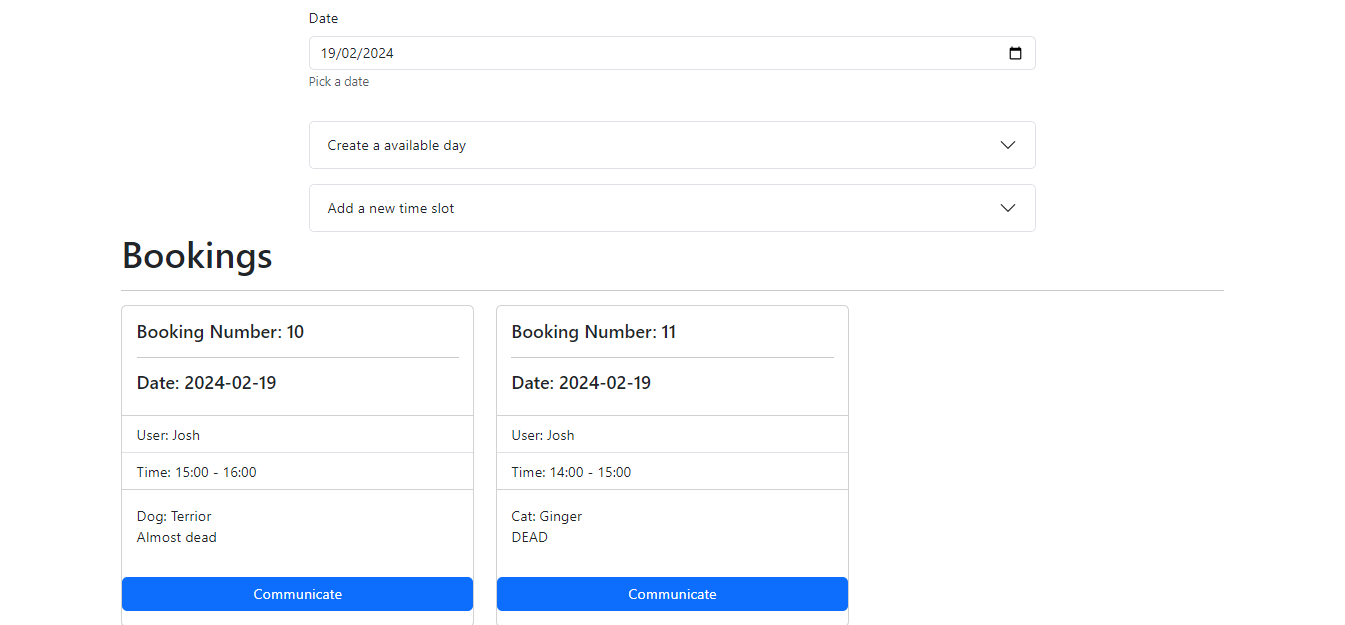 Date
19/02/2024
Pick a date
Create a available day
Add a new time slot
Bookings
Booking Number: 10
Date: 2024-02-19
User: Josh
Time: 15:00 - 16:00
Dog: Terrior
Almost dead
Communicate
Booking Number: 11
Date: 2024-02-19
User: Josh
Time: 14:00 - 15:00
Cat: Ginger
DEAD
Communicate